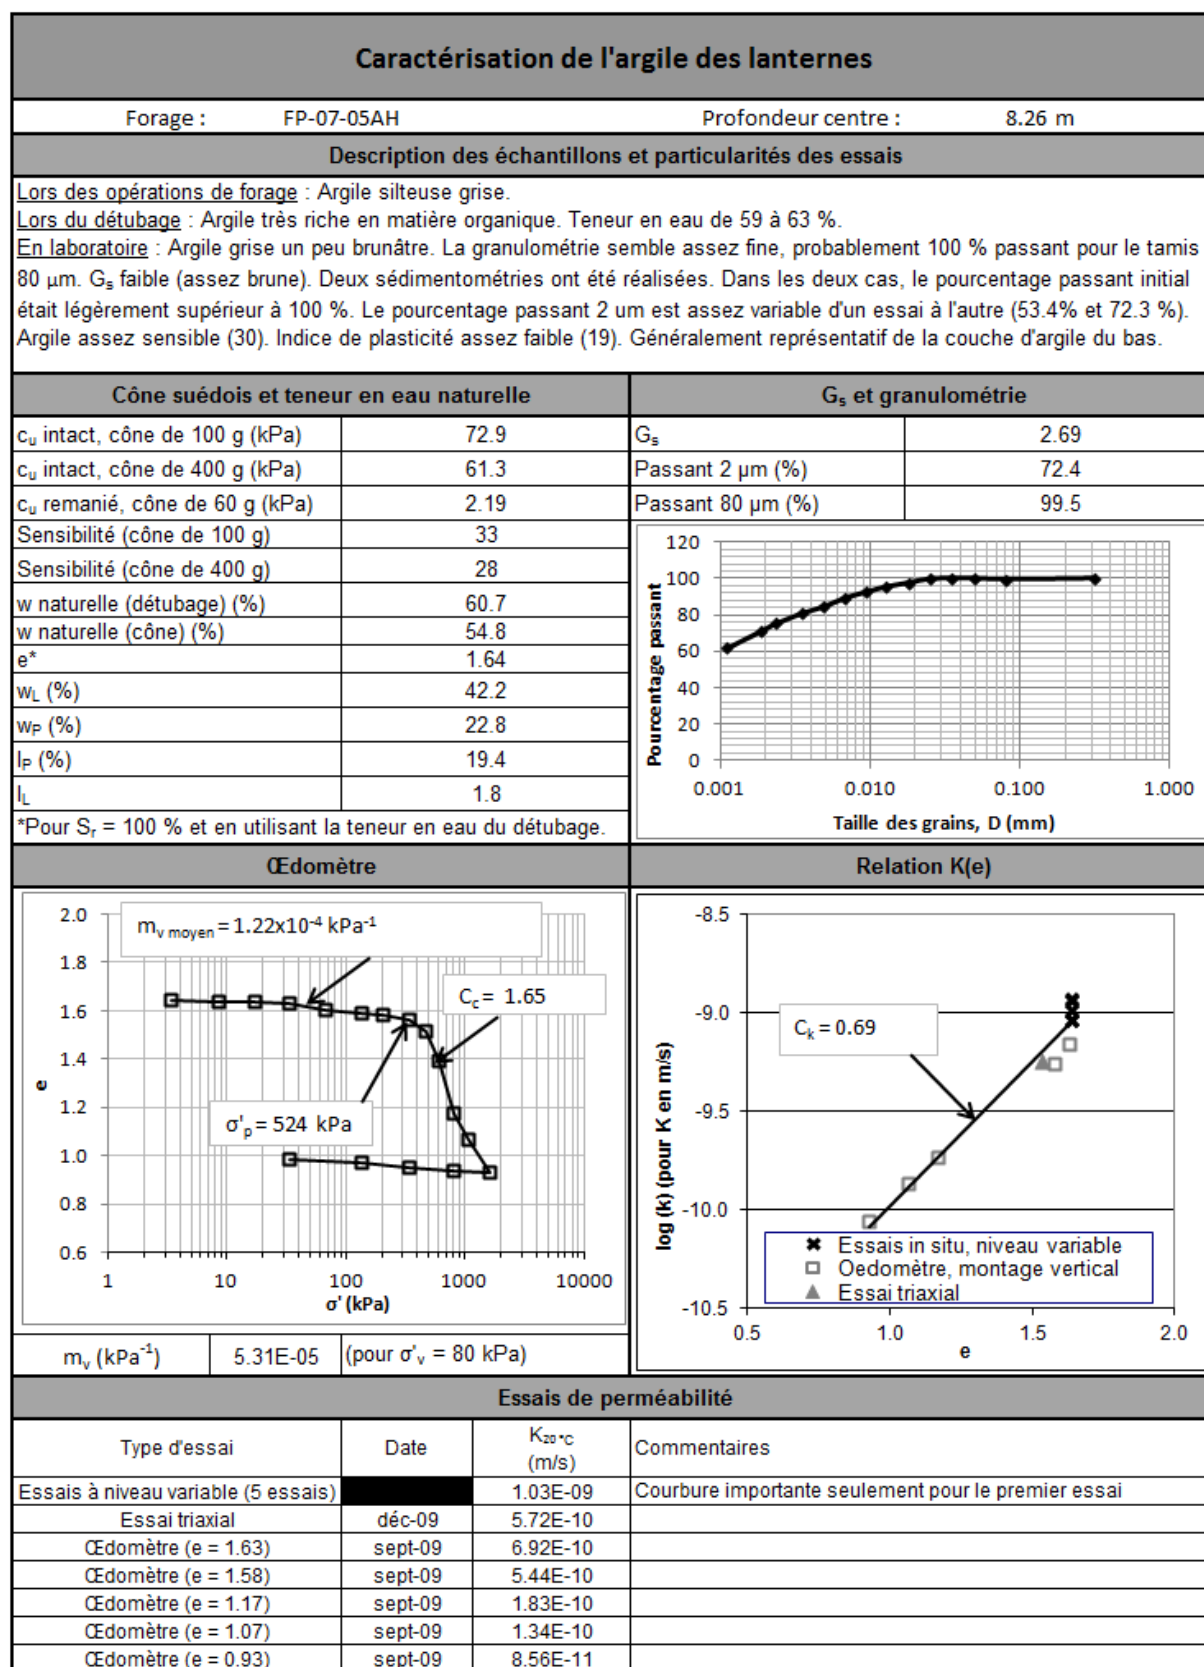 Caractérisation de l'argile des lanternes
Forage : FP-07-05AH Profondeur centre : 8.26 m
Description des échantillons et particularités des essais
Lors des opérations de forage : Argile silteuse grise.
Lors du détubage : Argile très riche en matière organique. Teneur en eau de 59 à 63 %.
En laboratoire : Argile grise un peu brunâtre. La granulométrie semble assez fine, probablement 100 % passant pour le tamis
80 µm. Gs faible (assez brune). Deux sédimentométries ont été réalisées. Dans les deux cas, le pourcentage passant initial
était légèrement supérieur à 100 %. Le pourcentage passant 2 um est assez variable d'un essai à l'autre (53.4% et 72.3 %).
Argile assez sensible (30). Indice de plasticité assez faible (19). Généralement représentatif de la couche d'argile du bas.
Cône suédois et teneur en eau naturelle
cu intact, cône de 100 g (kPa) 72.9
cu intact, cône de 400 g (kPa) 61.3
cu remanié, cône de 60 g (kPa) 2.19
Sensibilité (cône de 100 g) 33
Sensibilité (cône de 400 g) 28
w naturelle (détubage) (%) 60.7
w naturelle (cône) (%) 54.8
e* 1.64
wL (%) 42.2
wP (%) 22.8
IP (%) 19.4
IL 1.8
*Pour Sr = 100 % et en utilisant la teneur en eau du détubage.
Gs et granulométrie
Gs 2.69
Passant 2 µm (%) 72.4
Passant 80 µm (%) 99.5
Pourcentage passant
120
100
80
60
40
20
0
0.001 0.010 0.100 1.000
Taille des grains, D (mm)
Œdomètre
2.0
1.8
1.6
1.4
1.2
1.0
0.8
0.6
e
mv moyen = 1.22x10-4 kPa-1
Cc = 1.65
σ'p = 524 kPa
1 10 100 1000 10000
σ' (kPa)
mv (kPa-1) 5.31E-05 (pour σ'v = 80 kPa)
Relation K(e)
log (k) (pour K en m/s)
-8.5
-9.0
-9.5
-10.0
-10.5
Ck = 0.69
Essais in situ, niveau variable
Oedomètre, montage vertical
Essai triaxial
0.5 1.0 1.5 2.0
e
Essais de perméabilité
Type d'essai Date K20°C (m/s) Commentaires
Essais à niveau variable (5 essais) 1.03E-09 Courbure importante seulement pour le premier essai
Essai triaxial déc-09 5.72E-10
Œdomètre (e = 1.63) sept-09 6.92E-10
Œdomètre (e = 1.58) sept-09 5.44E-10
Œdomètre (e = 1.17) sept-09 1.83E-10
Œdomètre (e = 1.07) sept-09 1.34E-10
Œdomètre (e = 0.93) sept-09 8.56E-11